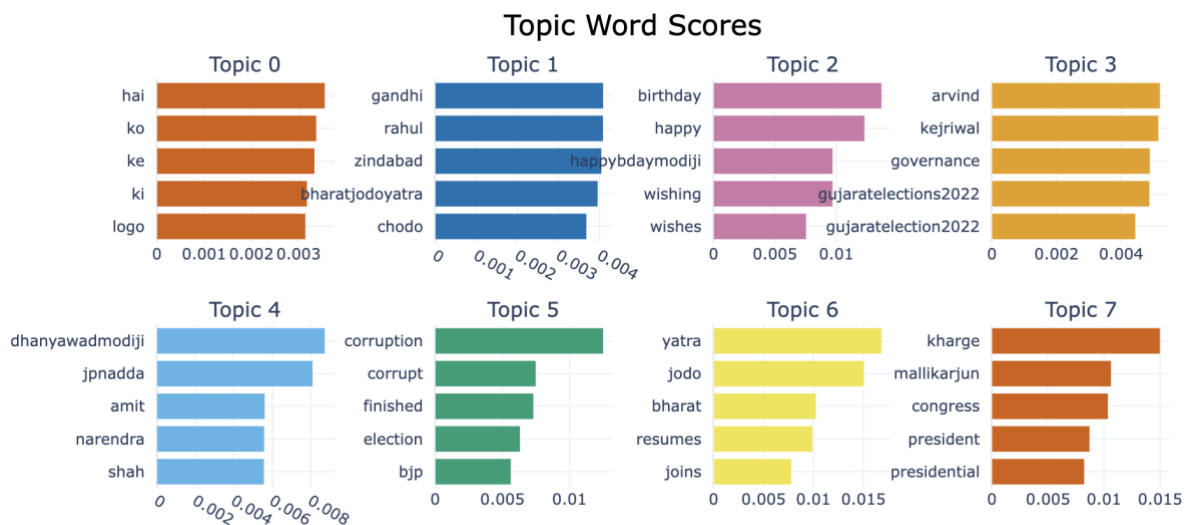 Topic Word Scores
Topic 0
hai
ko
ke
ki
logo
0 0.001 0.002 0.003
Topic 1
gandhi
rahul
zindabad
bharatjodoyatra
chodo
0 0.001 0.002 0.003 0.004
Topic 2
birthday
happy
happybdaymodiji
wishing
wishes
0 0.005 0.01
Topic 3
arvind
kejriwal
governance
gujaratelections2022
gujaratelection2022
0 0.002 0.004
Topic 4
dhanyawadmodiji
jpnadda
amit
narendra
shah
0 0.002 0.004 0.006 0.008
Topic 5
corruption
corrupt
finished
election
bjp
0 0.005 0.01
Topic 6
yatra
jodo
bharat
resumes
joins
0 0.005 0.01 0.015
Topic 7
kharge
mallikarjun
congress
president
presidential
0 0.005 0.01 0.015